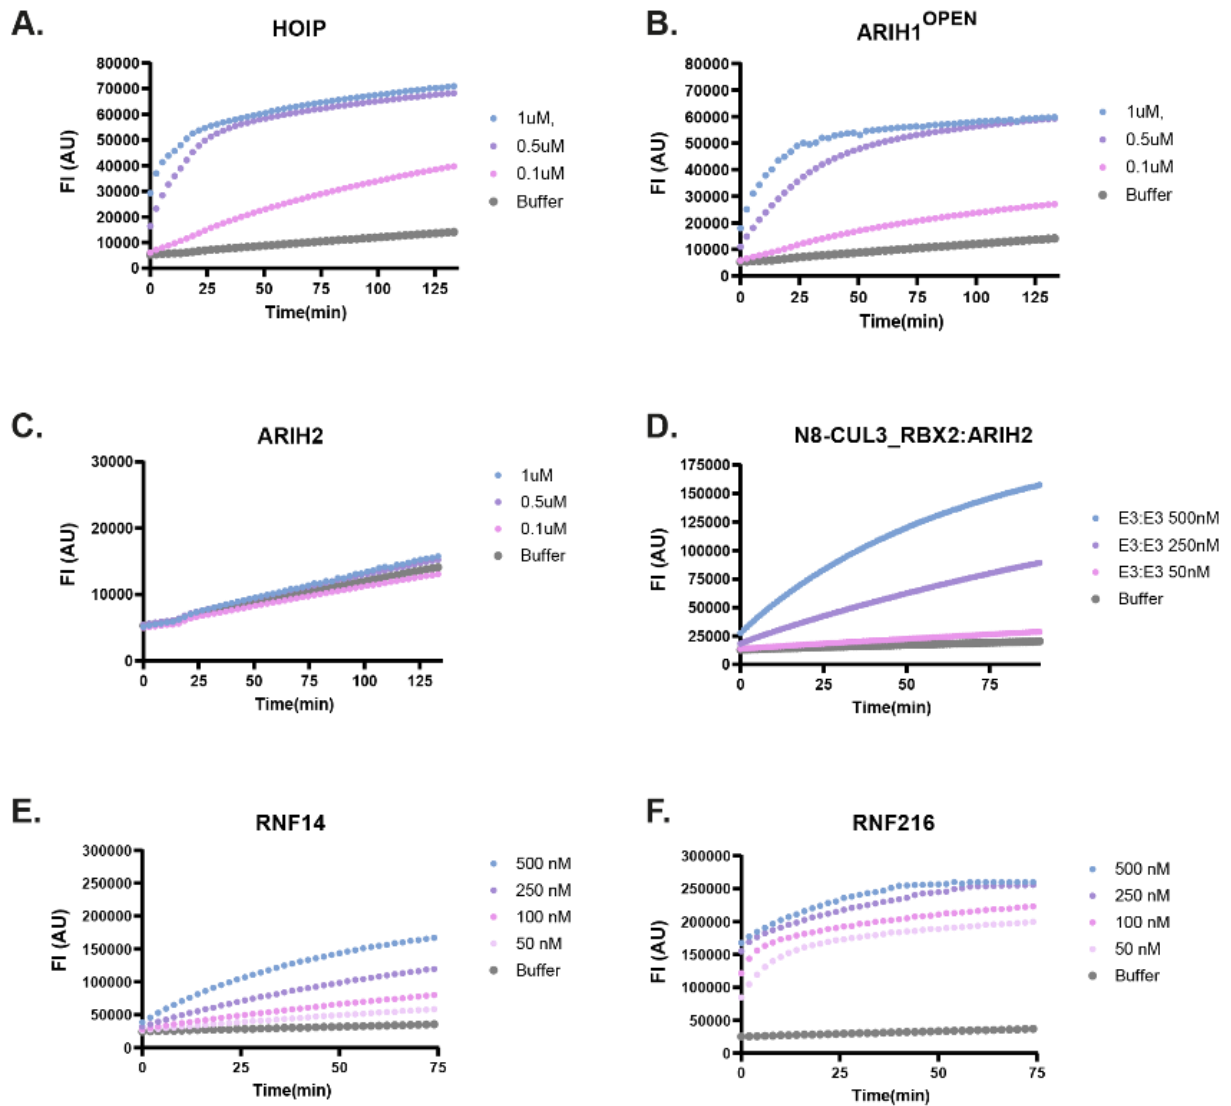 A.
HOIP
80000
70000
60000
50000
40000
30000
20000
10000
0
FI (AU)
0 25 50 75 100 125
Time(min)
1uM,
0.5uM
0.1uM
Buffer
B.
ARIH1OPEN
80000
70000
60000
50000
40000
30000
20000
10000
0
FI (AU)
0 25 50 75 100 125
Time(min)
1uM,
0.5uM
0.1uM
Buffer
C.
ARIH2
30000
20000
10000
0
FI (AU)
0 25 50 75 100 125
Time(min)
1uM
0.5uM
0.1uM
Buffer
D.
N8-CUL3_RBX2:ARIH2
175000
150000
125000
100000
75000
50000
25000
0
FI (AU)
0 25 50 75
Time(min)
E3:E3 500nM
E3:E3 250nM
E3:E3 50nM
Buffer
E.
RNF14
300000
250000
200000
150000
100000
50000
0
FI (AU)
0 25 50 75
Time(min)
500 nM
250 nM
100 nM
50 nM
Buffer
F.
RNF216
300000
250000
200000
150000
100000
50000
0
FI (AU)
0 25 50 75
Time(min)
500 nM
250 nM
100 nM
50 nM
Buffer